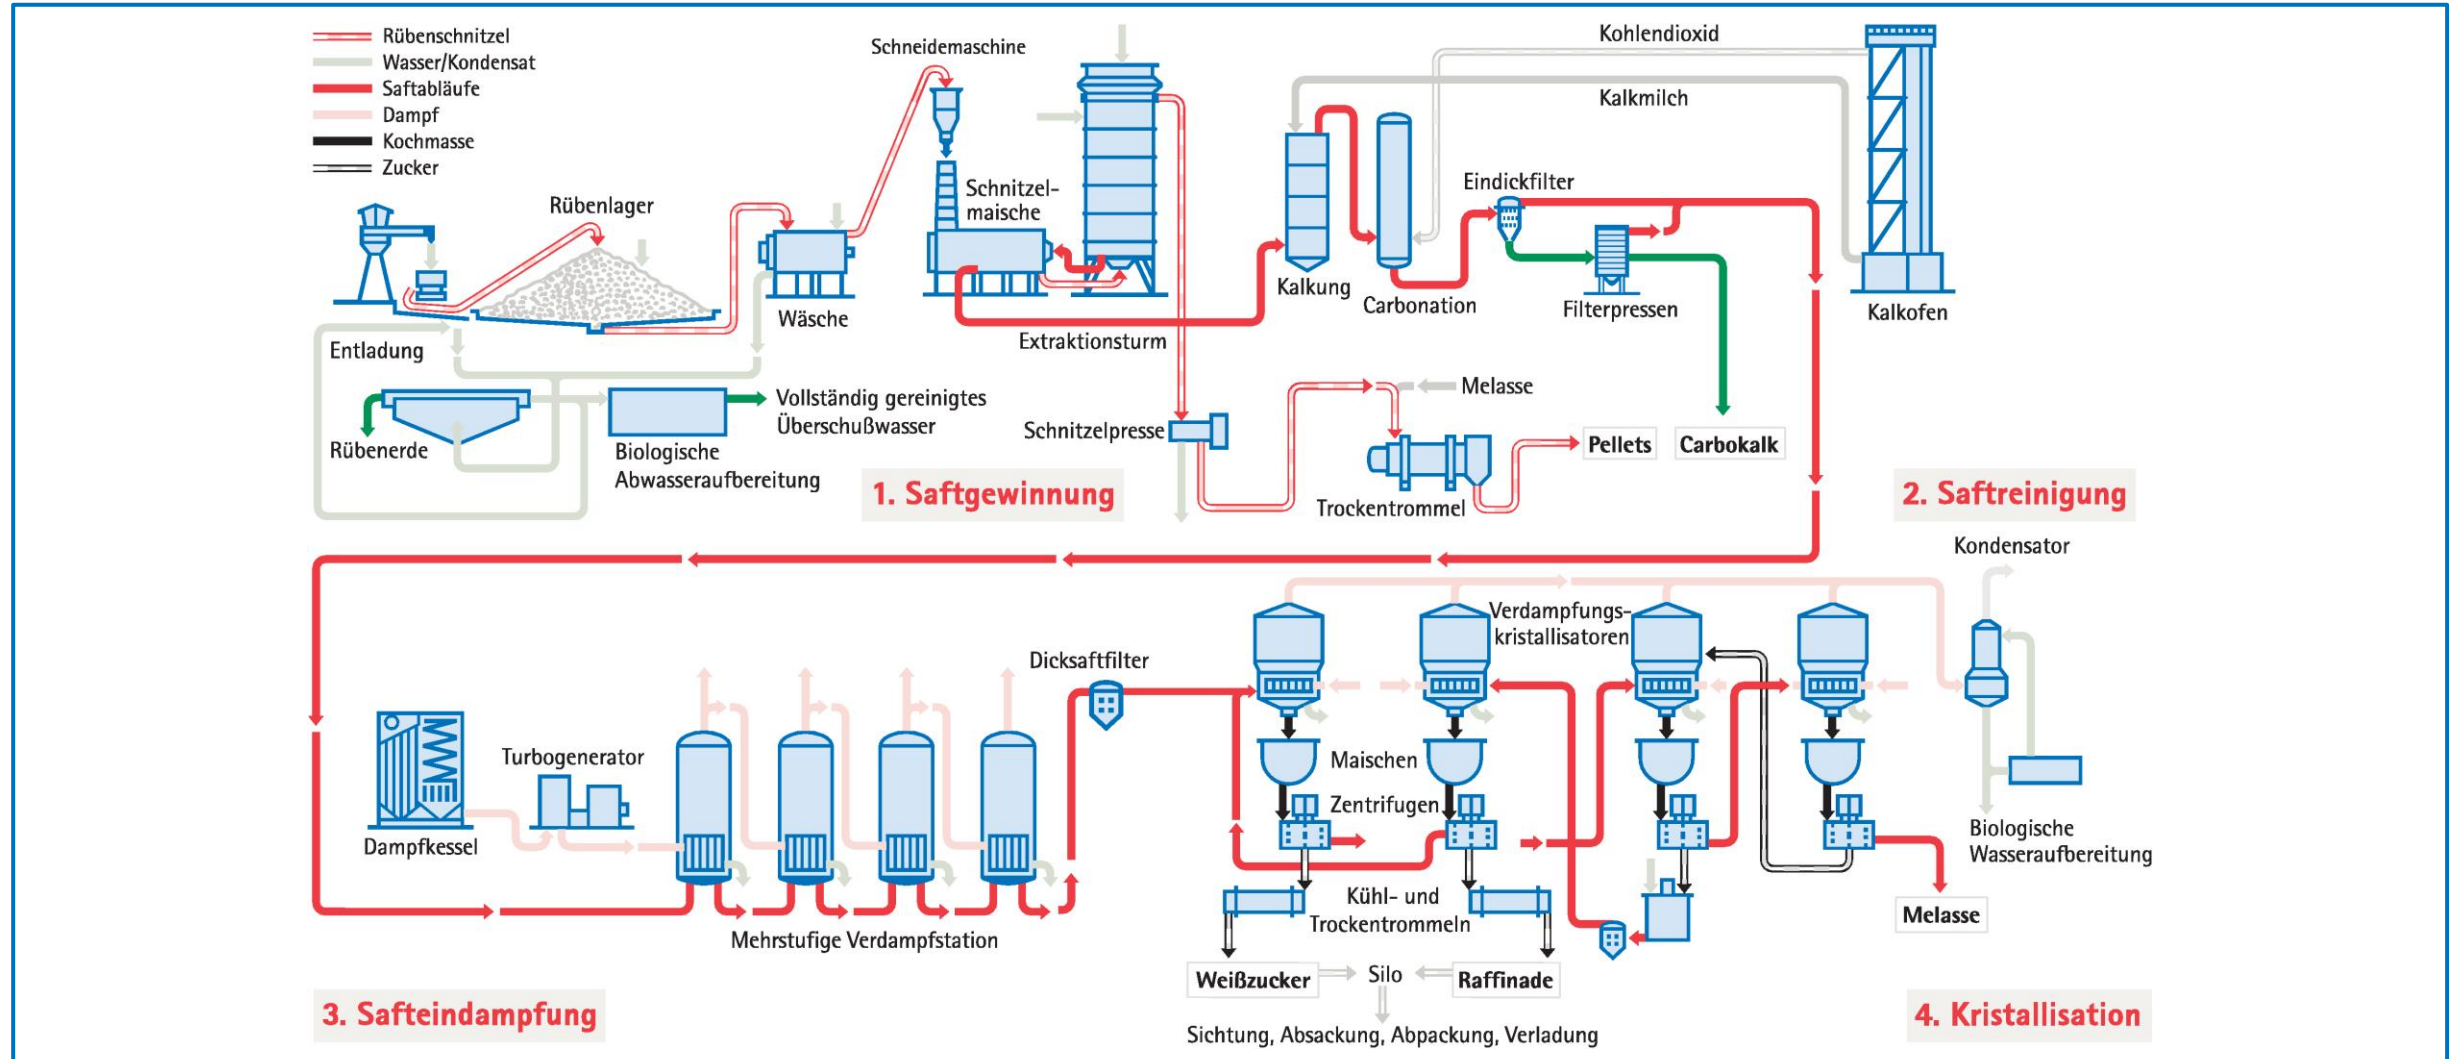 Rübenschnitzel
Wasser/Kondensat
Saftabläufe
Dampf
Kochmasse
Zucker
Schneidemaschine
Kohlendioxid
Kalkmilch
Rübenlager
Schnitzel-
maische
Eindickfilter
Entladung
Wäsche
Extraktionsturm
Kalkung
Carbonation
Filterpressen
Kalkofen
Rübenerde
Biologische
Abwasseraufbereitung
Vollständig gereinigtes
Überschußwasser
Schnitzelpresse
Melasse
Trockentrommel
Pellets
Carbokalk
1. Saftgewinnung
2. Saftreinigung
Kondensator
Verdampfungs-
kristallisatoren
Dicksaftfilter
Turbogenerator
Dampfkessel
Maischen
Zentrifugen
Biologische
Wasseraufbereitung
Mehrstufige Verdampfstation
Kühl- und
Trockentrommeln
Melasse
Weißzucker
Silo
Raffinade
3. Safteindampfung
4. Kristallisation
Sichtung, Absackung, Abpackung, Verladung